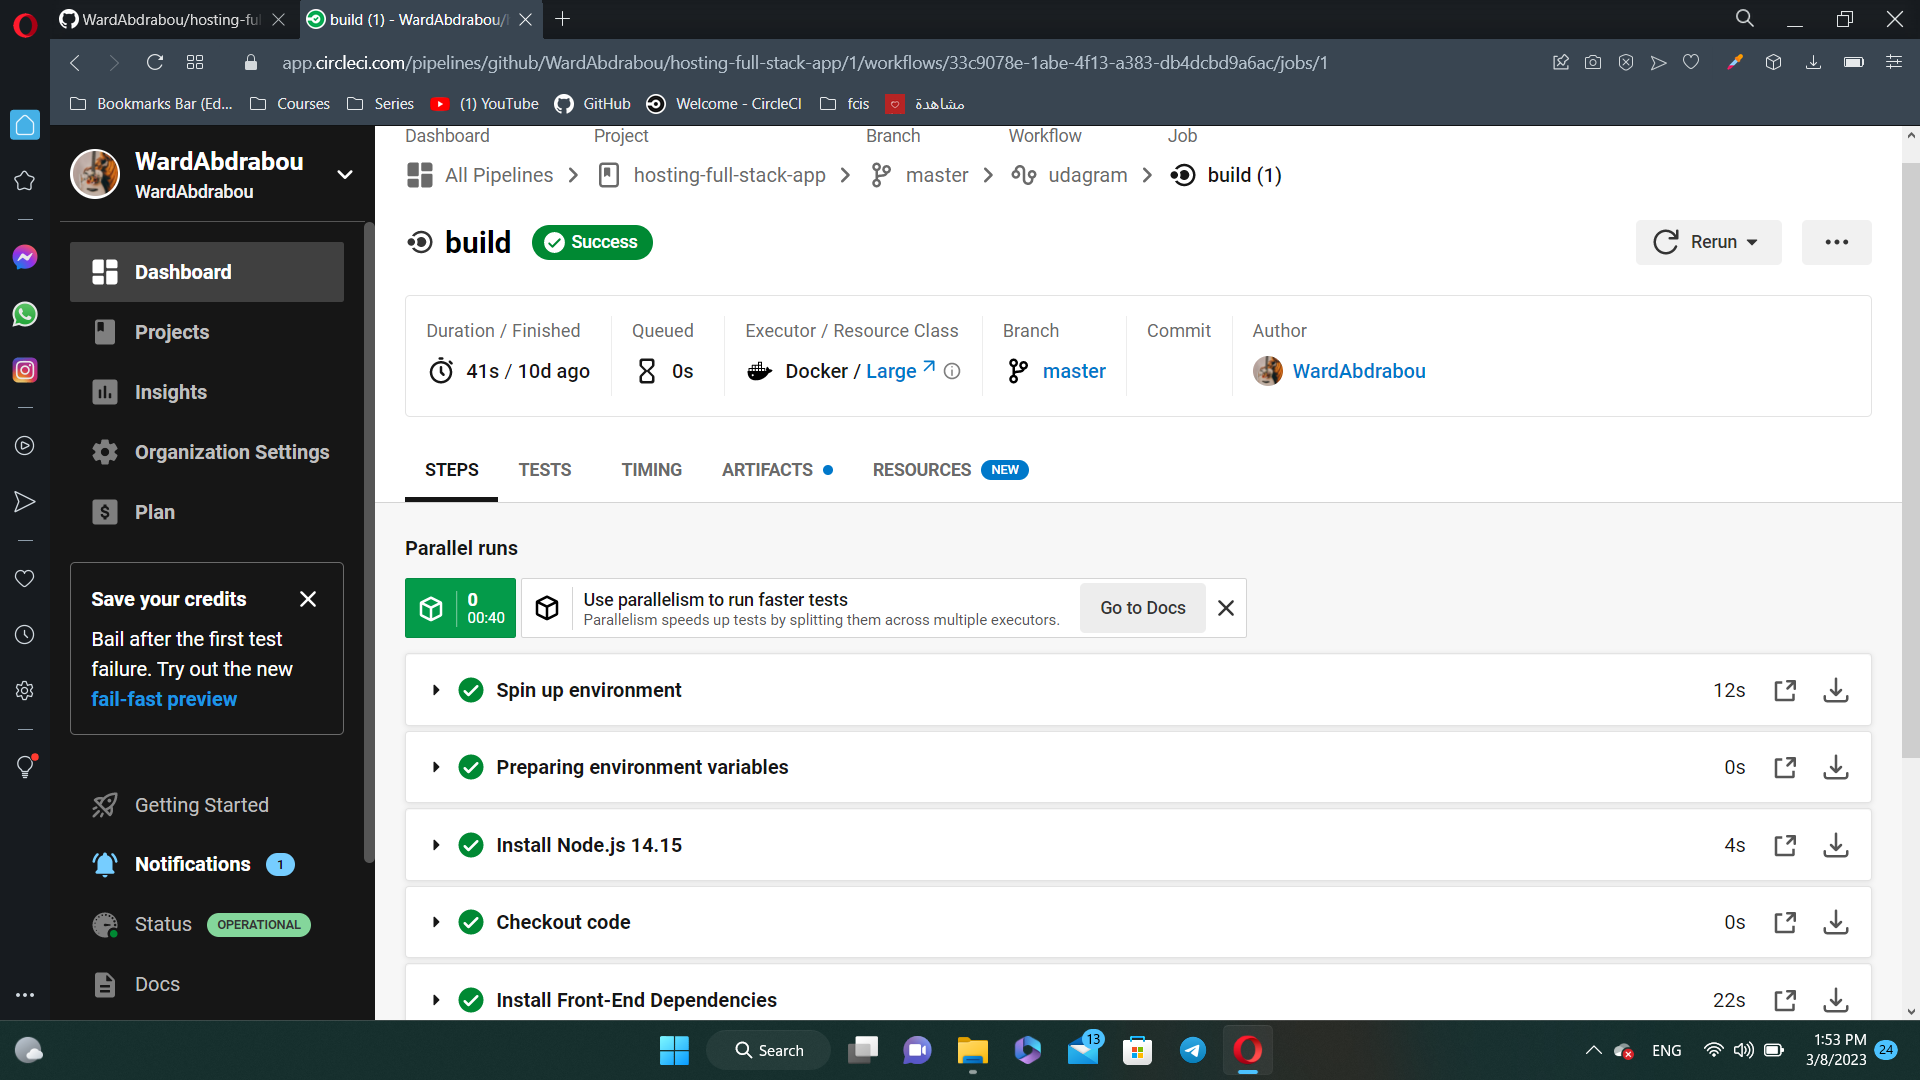 WardAbdrabou/hosting-ful
build (1) - WardAbdrabou/
app.circleci.com/pipelines/github/WardAbdrabou/hosting-full-stack-app/1/workflows/33c9078e-1abe-4f13-a383-db4dcbd9a6ac/jobs/1
Bookmarks Bar (Ed... Courses Series (1) YouTube GitHub Welcome - CircleCI fcis مشاهدة
WardAbdrabou
WardAbdrabou
Dashboard
Projects
Insights
Organization Settings
Plan
Save your credits
Bail after the first test
failure. Try out the new
fail-fast preview
Getting Started
Notifications 1
Status OPERATIONAL
Docs
Dashboard Project Branch Workflow Job
All Pipelines hosting-full-stack-app master udagram build (1)
build Success
Rerun
Duration / Finished Queued Executor / Resource Class Branch Commit Author
41s / 10d ago 0s Docker / Large master WardAbdrabou
STEPS TESTS TIMING ARTIFACTS RESOURCES NEW
Parallel runs
0
00:40
Use parallelism to run faster tests
Parallelism speeds up tests by splitting them across multiple executors.
Go to Docs
Spin up environment 12s
Preparing environment variables 0s
Install Node.js 14.15 4s
Checkout code 0s
Install Front-End Dependencies 22s
Search
13
ENG
1:53 PM
3/8/2023
24